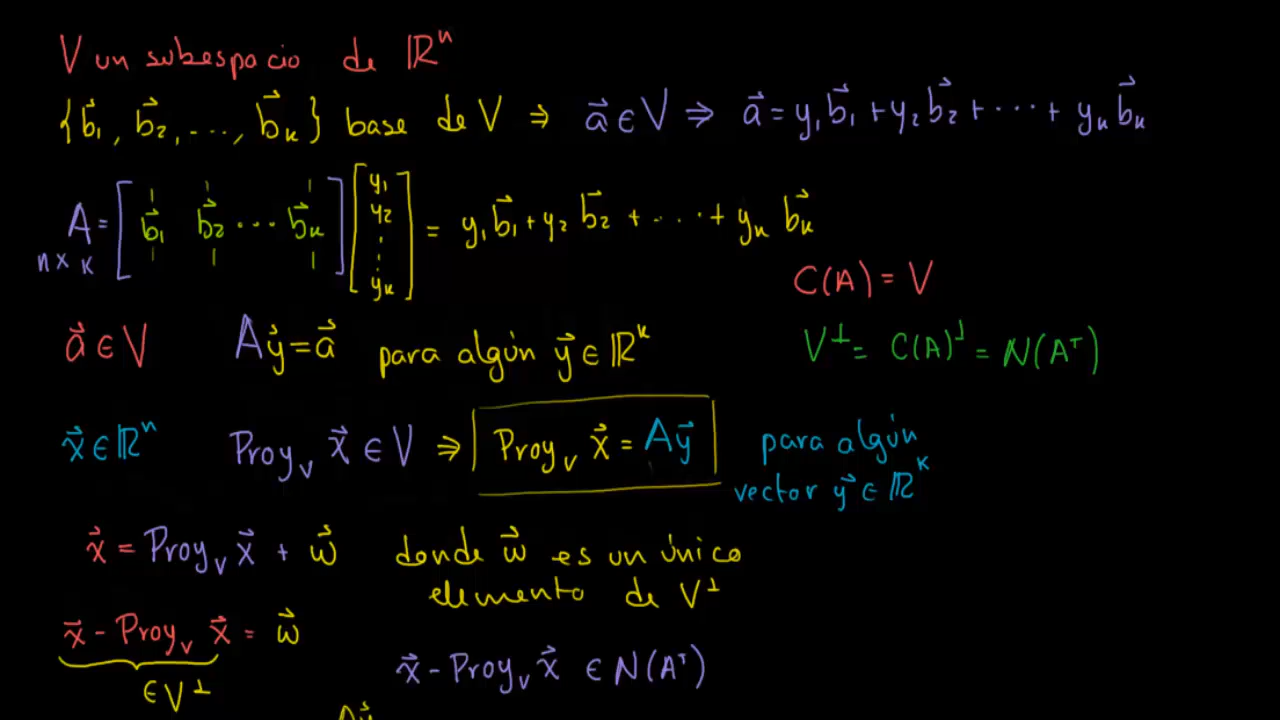 V un subespacio de ℝⁿ
{b⃗₁, b⃗₂, ..., b⃗ₖ} base de V ⇒ a⃗ ∈ V ⇒ a⃗ = y₁b⃗₁ + y₂b⃗₂ + ··· + yₖb⃗ₖ
A = [b⃗₁ b⃗₂ ··· b⃗ₖ] [y₁ y₂ ⋮ yₖ] = y₁b⃗₁ + y₂b⃗₂ + ··· + yₖb⃗ₖ
n×k
C(A) = V
a⃗ ∈ V Ay⃗ = a⃗ para algún y⃗ ∈ ℝᵏ
V⊥ = C(A)⊥ = N(Aᵀ)
x⃗ ∈ ℝⁿ Proyᵥ x⃗ ∈ V ⇒ Proyᵥ x⃗ = Ay⃗ para algún
vector y⃗ ∈ ℝᵏ
x⃗ = Proyᵥ x⃗ + w⃗ donde w⃗ es un único
elemento de V⊥
x⃗ - Proyᵥ x⃗ = w⃗
x⃗ - Proyᵥ x⃗ ∈ N(Aᵀ)
∈ V⊥
Ay⃗